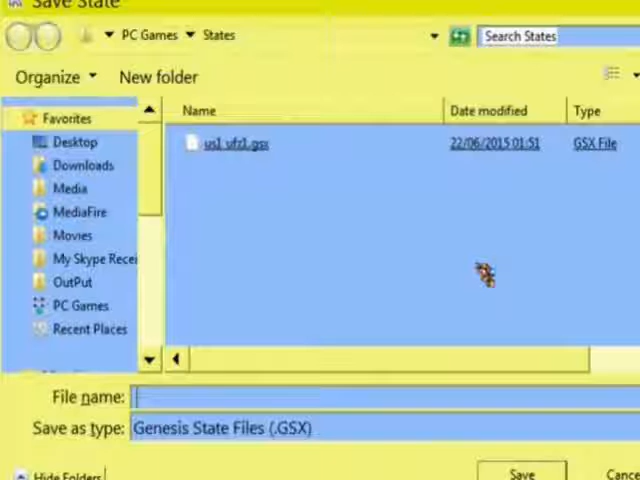 Save State
PC Games States
Search States
Organize New folder
Name Date modified Type
Favorites
Desktop
Downloads
Media
MediaFire
Movies
My Skype Recei
OutPut
PC Games
Recent Places
22/06/2015 01:51 GSX File
File name:
Save as type: Genesis State Files (.GSX)
Hide Folders Save Cance